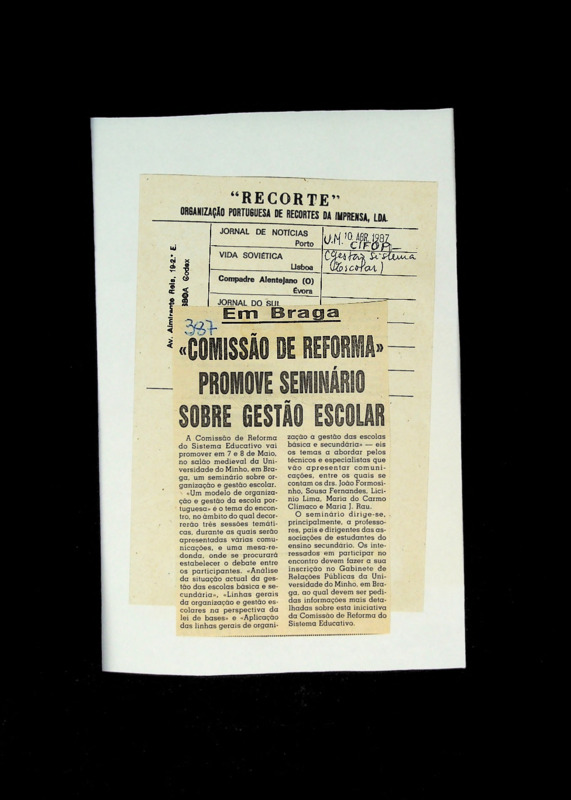 “RECORTE”
ORGANIZAÇÃO PORTUGUESA DE RECORTES DA IMPRENSA, LDA.
Av. Almirante Reis, 19-2.º E.
JORNAL DE NOTÍCIAS
Porto
VIDA SOVIÉTICA
Lisboa
Compadre Alentejano (O)
Évora
JORNAL DO SUL
U.M. 10 ABR. 1987
CIFOP-
(Gestão Sistema
Escolar)
Em Braga
387
«COMISSÃO DE REFORMA»
PROMOVE SEMINÁRIO
SOBRE GESTÃO ESCOLAR
A Comissão de Reforma
do Sistema Educativo vai
promover em 7 e 8 de Maio,
no salão medieval da Uni-
versidade do Minho, em Bra-
ga, um seminário sobre or-
ganização e gestão escolar.
«Um modelo de organiza-
ção e gestão da escola por-
tuguesa» é o tema do encon-
tro, no âmbito do qual decor-
rerão três sessões temáti-
cas, durante as quais serão
apresentadas várias comu-
nicações, e uma mesa-re-
donda, onde se procurará
estabelecer o debate entre
os participantes. «Análise
da situação actual da ges-
tão das escolas básica e se-
cundária», «Linhas gerais
da organização e gestão es-
colares na perspectiva da
lei de bases» e «Aplicação
das linhas gerais de organi-
zação a gestão das escolas
básica e secundária» — eis
os temas a abordar pelos
técnicos e especialistas que
vão apresentar comunica-
ções, entre os quais se
contam os drs. João Formosi-
nho, Sousa Fernandes, Licí-
nio Lima, Maria do Carmo
Clímaco e Maria J. Rau.
O seminário dirige-se,
principalmente, a professo-
res, pais e dirigentes das as-
sociações de estudantes do
ensino secundário. Os inte-
ressados em participar no
encontro devem fazer a sua
inscrição no Gabinete de
Relações Públicas da Uni-
versidade do Minho, em Bra-
ga, ao qual devem ser pedi-
das informações mais deta-
lhadas sobre esta iniciativa
da Comissão de Reforma do
Sistema Educativo.